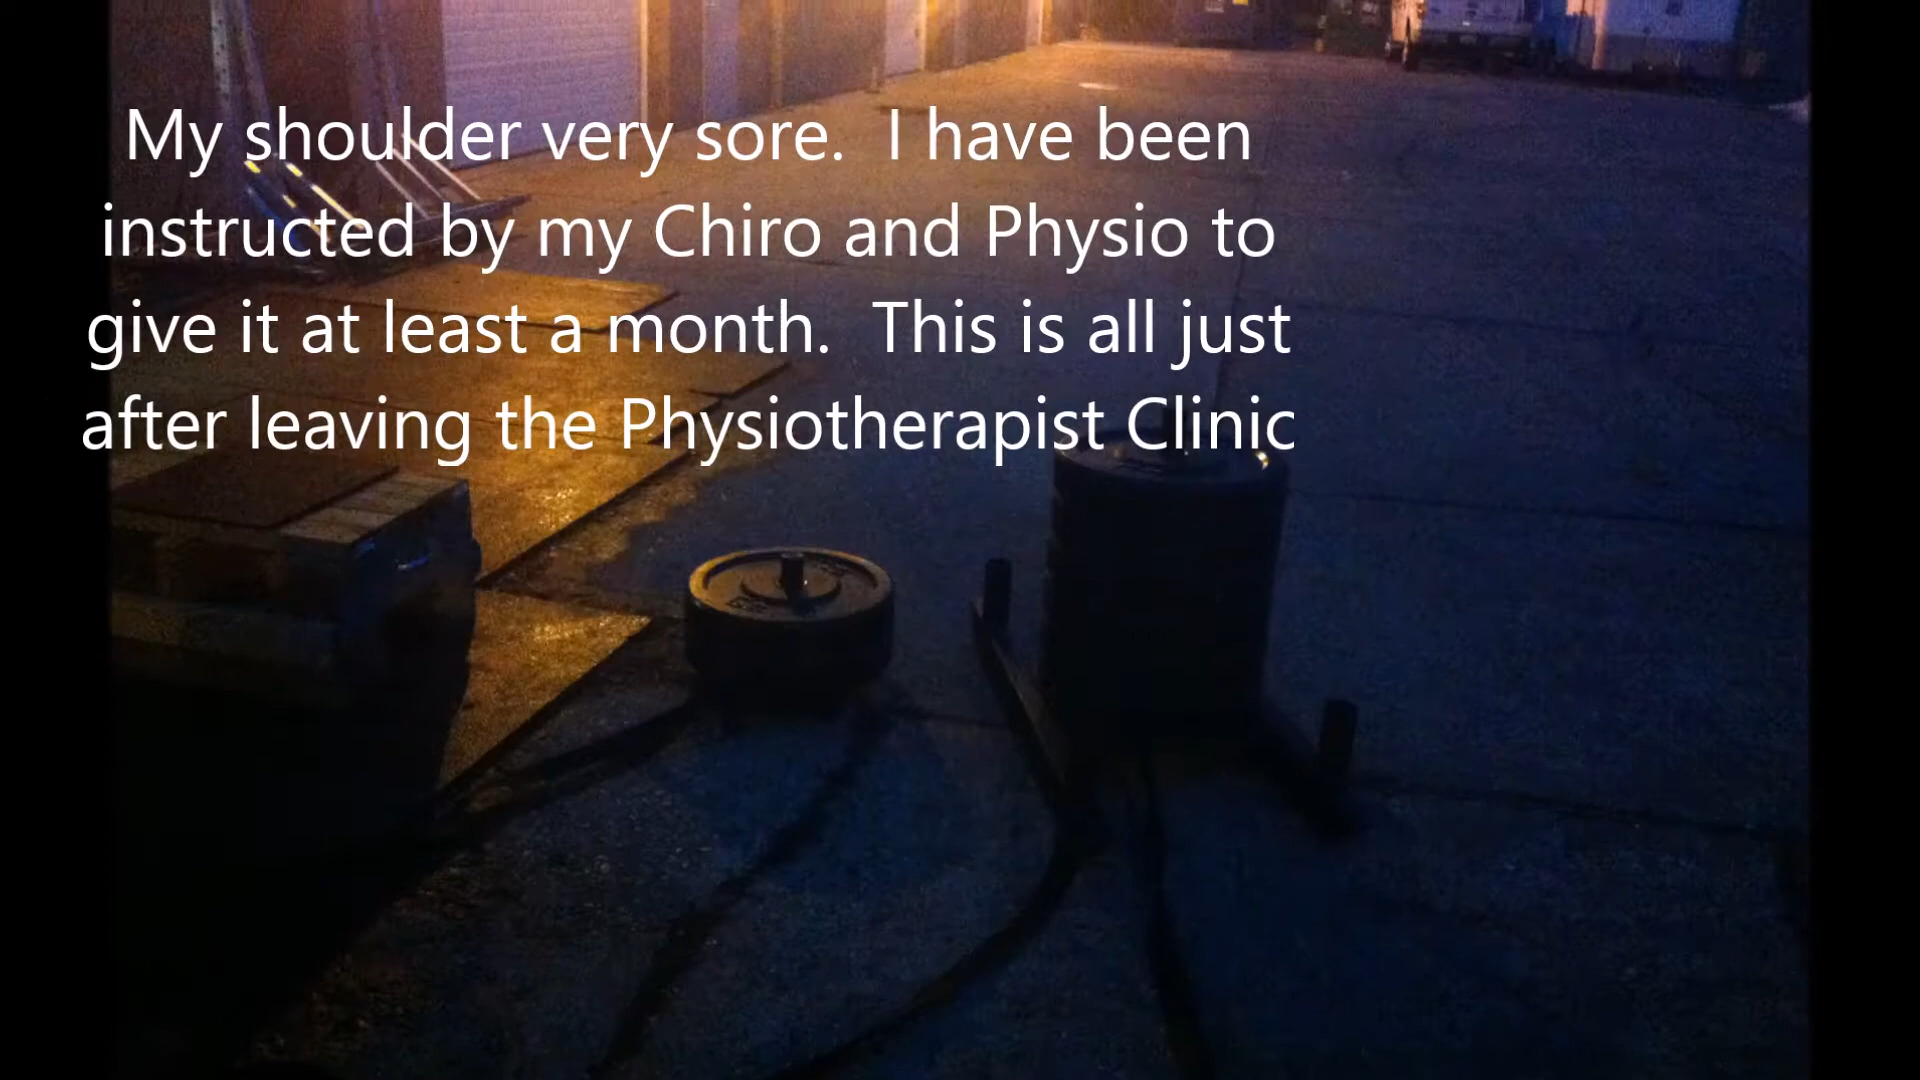 My shoulder very sore.  I have been
instructed by my Chiro and Physio to
give it at least a month.  This is all just
after leaving the Physiotherapist Clinic